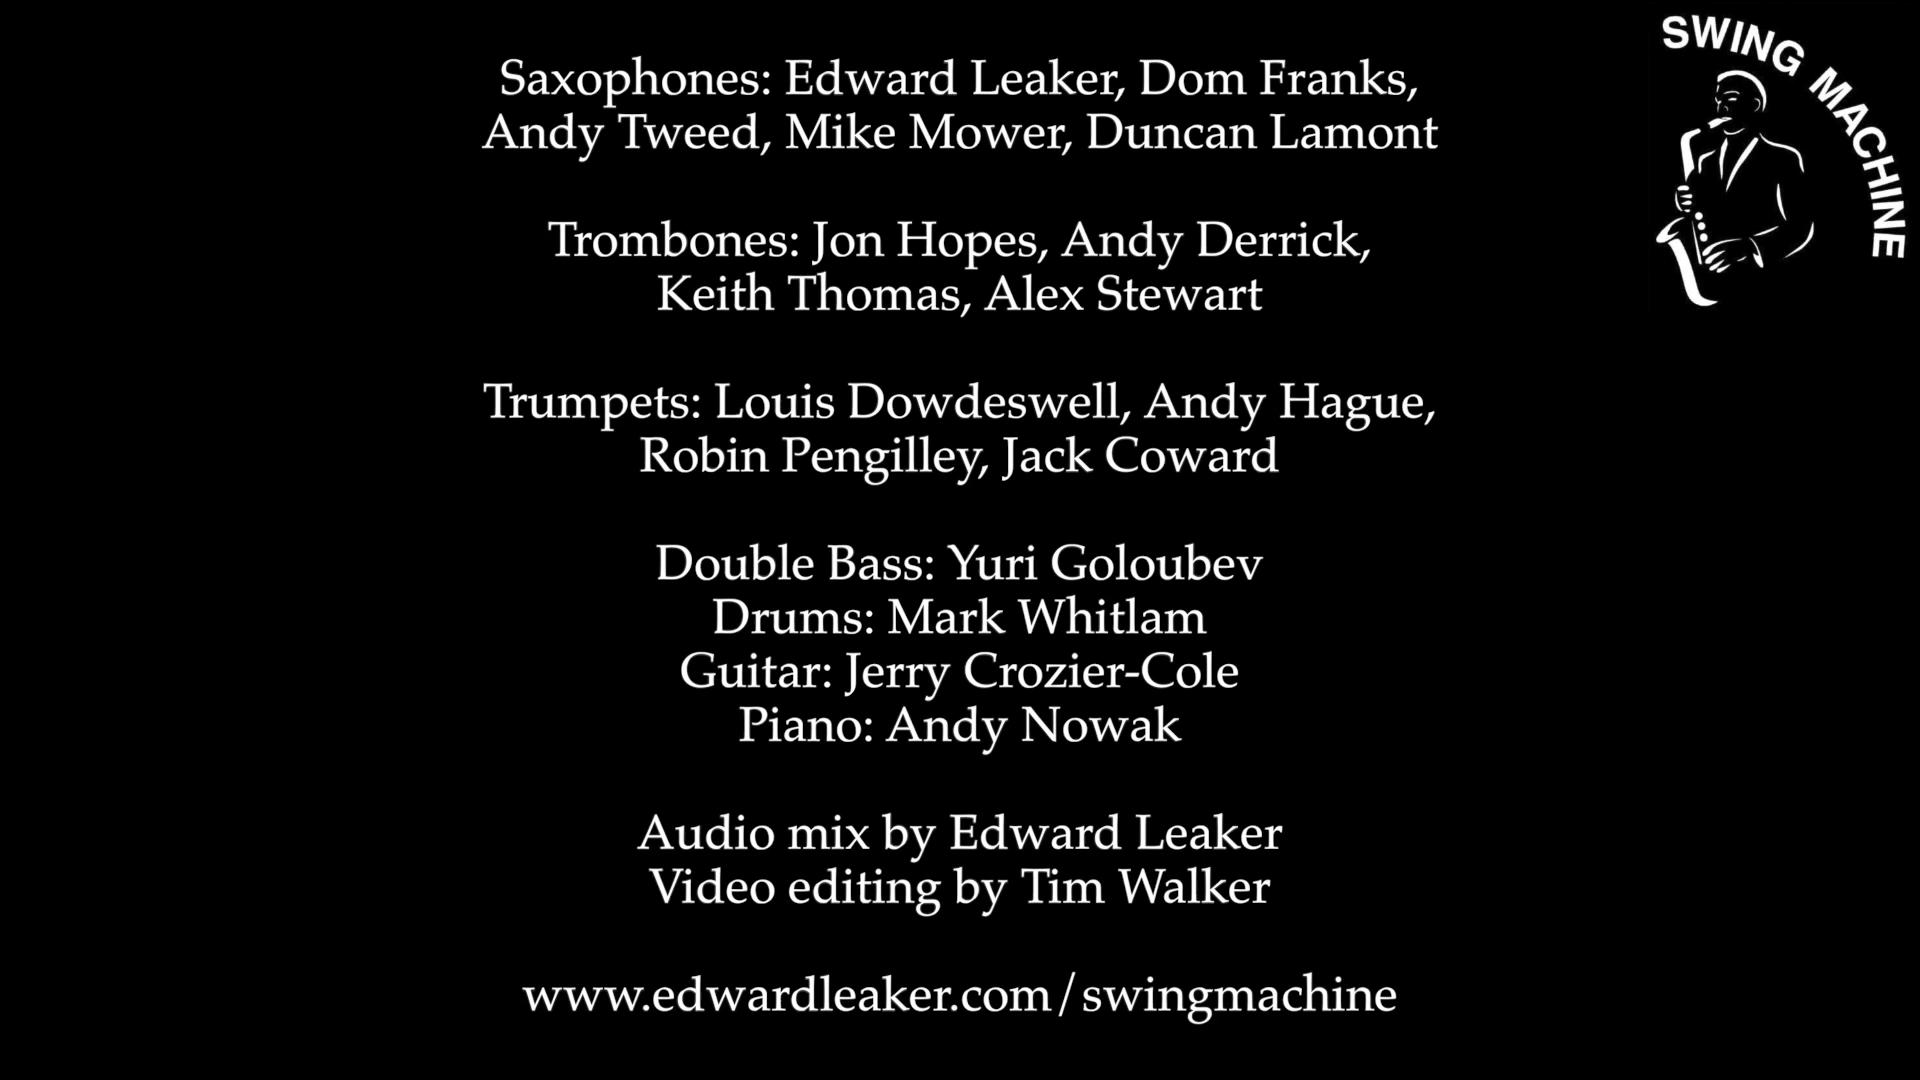 Saxophones: Edward Leaker, Dom Franks,
Andy Tweed, Mike Mower, Duncan Lamont
Trombones: Jon Hopes, Andy Derrick,
Keith Thomas, Alex Stewart
Trumpets: Louis Dowdeswell, Andy Hague,
Robin Pengilley, Jack Coward
Double Bass: Yuri Goloubev
Drums: Mark Whitlam
Guitar: Jerry Crozier-Cole
Piano: Andy Nowak
Audio mix by Edward Leaker
Video editing by Tim Walker
www.edwardleaker.com/swingmachine
SWING MACHINE